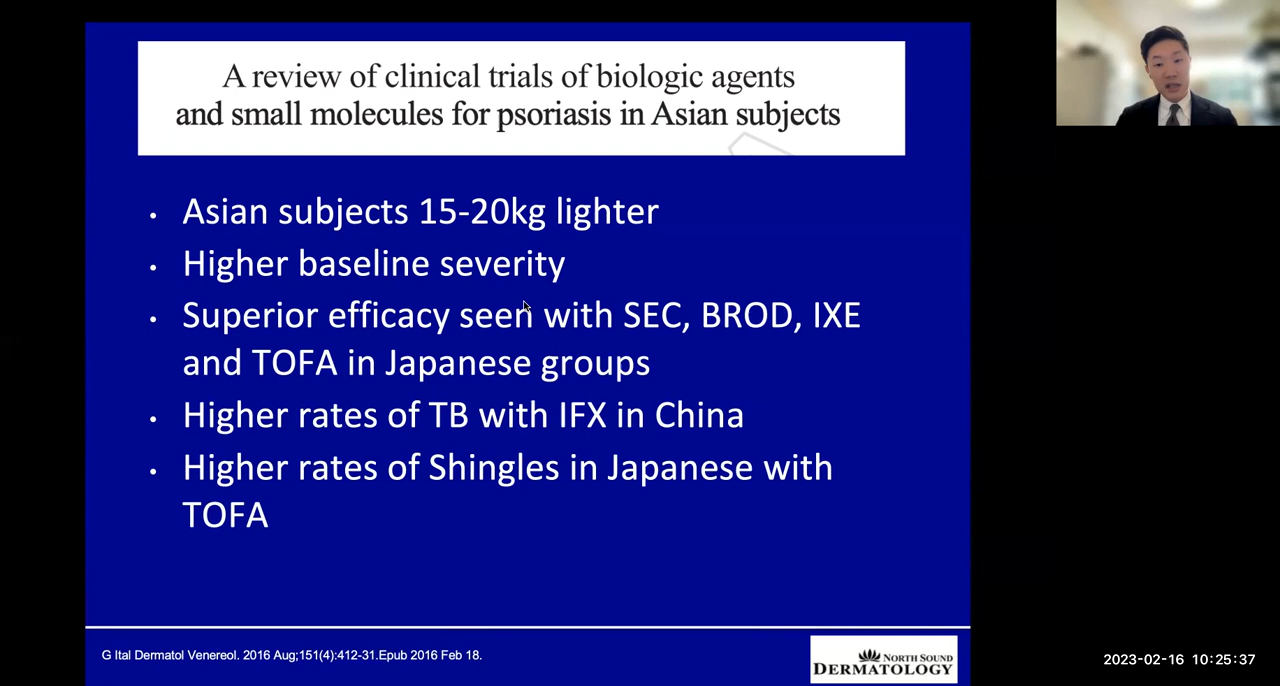 A review of clinical trials of biologic agents
and small molecules for psoriasis in Asian subjects
• Asian subjects 15-20kg lighter
• Higher baseline severity
• Superior efficacy seen with SEC, BROD, IXE
and TOFA in Japanese groups
• Higher rates of TB with IFX in China
• Higher rates of Shingles in Japanese with
TOFA
G Ital Dermatol Venereol. 2016 Aug;151(4):412-31.Epub 2016 Feb 18.
NORTH SOUND
DERMATOLOGY
2023-02-16 10:25:37